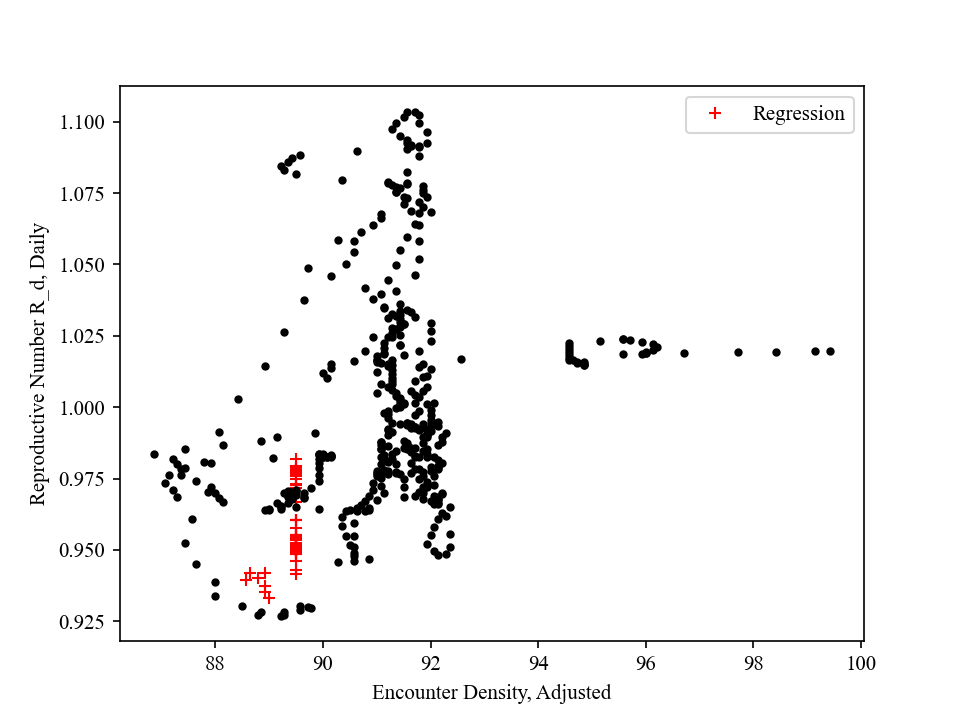 Regression
1.100
1.075
1.050
1.025
1.000
0.975
0.950
0.925
Reproductive Number R_d, Daily
88 90 92 94 96 98 100
Encounter Density, Adjusted